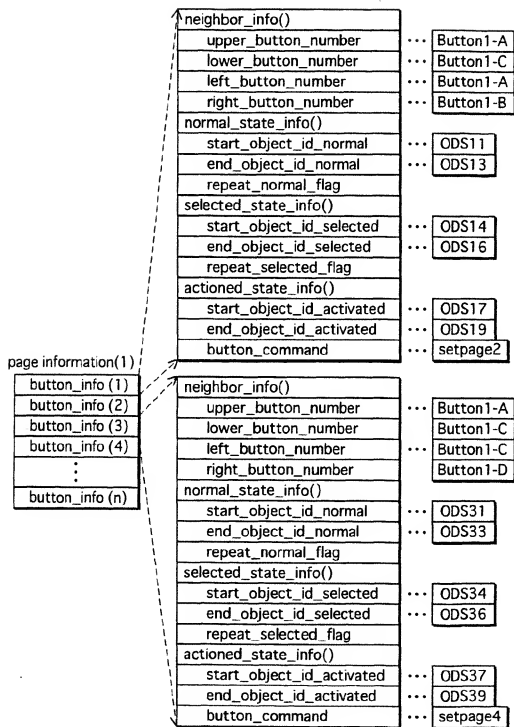 neighbor_info()
upper_button_number ··· Button1-A
lower_button_number ··· Button1-C
left_button_number ··· Button1-A
right_button_number ··· Button1-B
normal_state_info()
start_object_id_normal ··· ODS11
end_object_id_normal ··· ODS13
repeat_normal_flag
selected_state_info()
start_object_id_selected ··· ODS14
end_object_id_selected ··· ODS16
repeat_selected_flag
actioned_state_info()
start_object_id_activated ··· ODS17
end_object_id_activated ··· ODS19
button_command ··· setpage2
page information(1)
button_info (1)
button_info (2)
button_info (3)
button_info (4)
⋮
button_info (n)
neighbor_info()
upper_button_number ··· Button1-A
lower_button_number Button1-C
left_button_number ··· Button1-C
right_button_number Button1-D
normal_state_info()
start_object_id_normal ··· ODS31
end_object_id_normal ··· ODS33
repeat_normal_flag
selected_state_info()
start_object_id_selected ··· ODS34
end_object_id_selected ··· ODS36
repeat_selected_flag
actioned_state_info()
start_object_id_activated ··· ODS37
end_object_id_activated ··· ODS39
button_command ··· setpage4